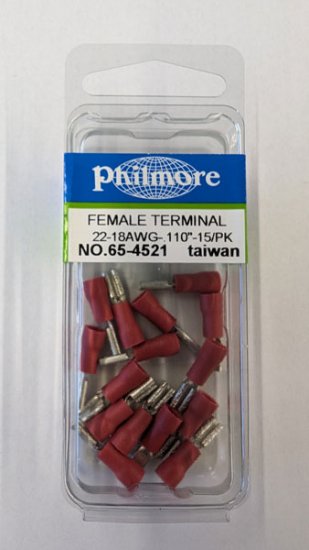 Philmore
FEMALE TERMINAL
22-18AWG-.110"-15/PK
NO.65-4521 taiwan